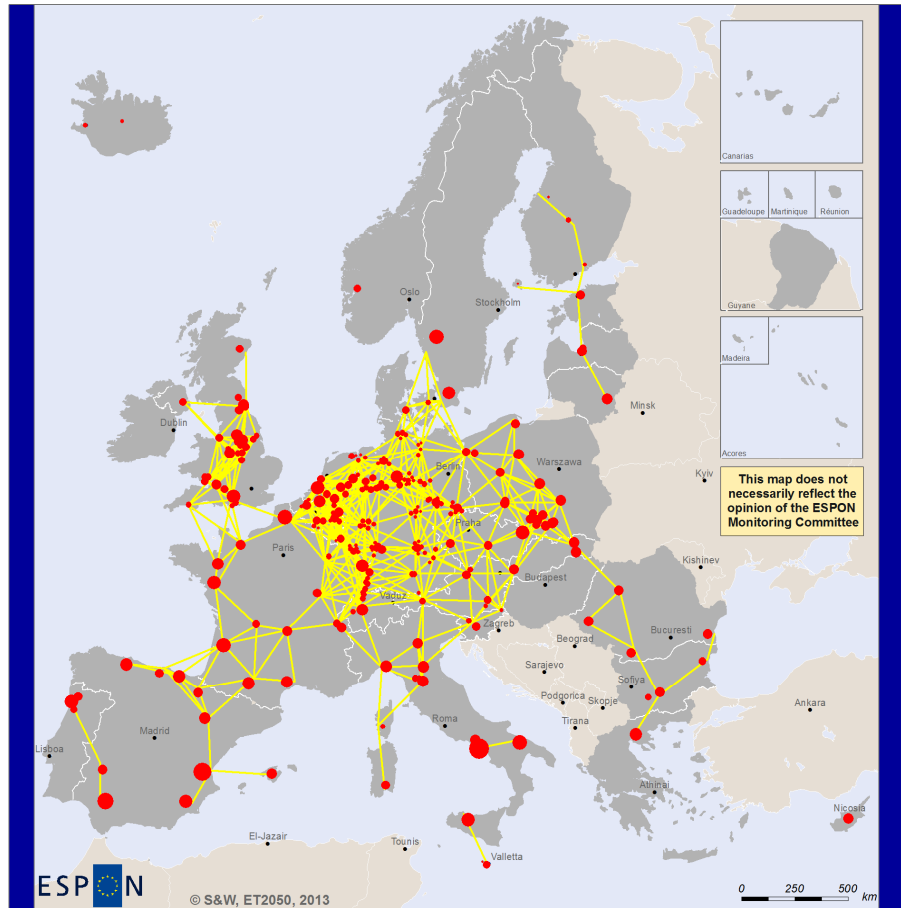 Canarias
Guadeloupe
Martinique
Réunion
Guyane
Madeira
Acores
Oslo
Stockholm
Dublin
Minsk
Berlin
Warszawa
Kyiv
This map does not
necessarily reflect the
opinion of the ESPON
Monitoring Committee
Praha
Paris
Kishinev
Vaduz
Budapest
Zagreb
Beograd
Bucuresti
Sarajevo
Sofiya
Podgorica
Skopje
Ankara
Roma
Tirana
Madrid
Lisboa
Athinai
Nicosia
El-Jazair
Tounis
Valletta
ESPON
© S&W, ET2050, 2013
0 250 500 km